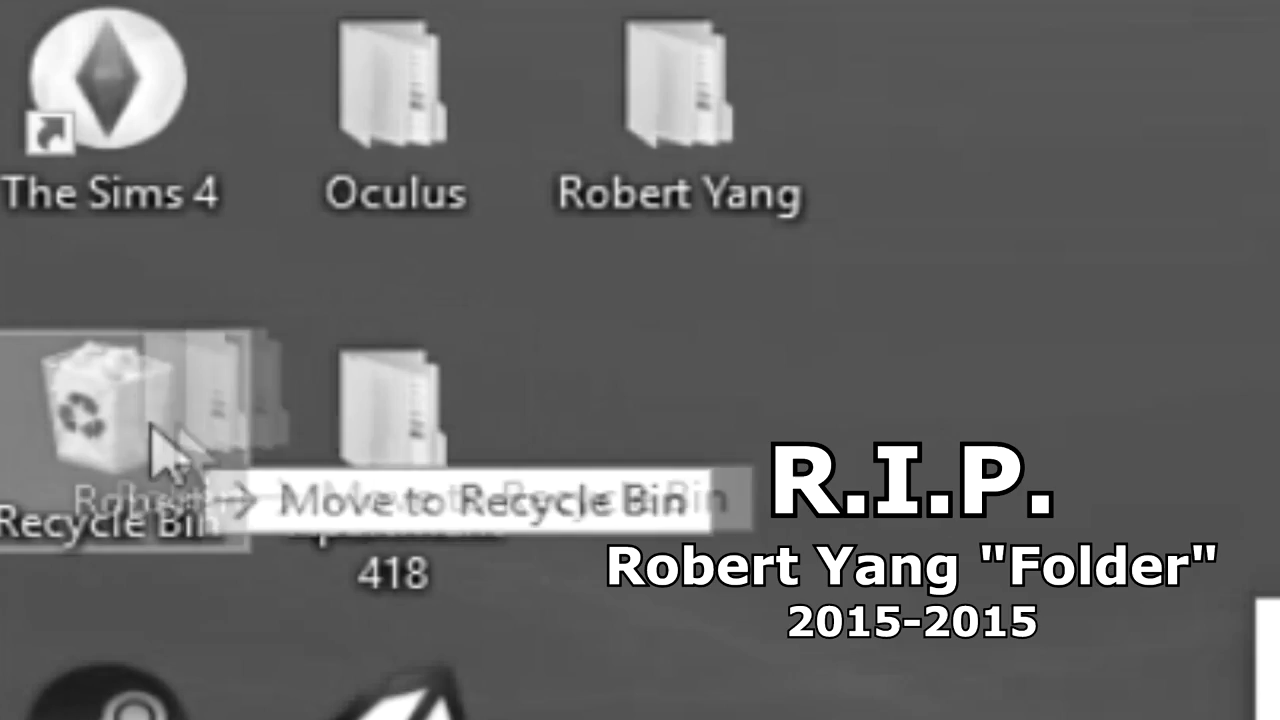 The Sims 4
Oculus
Robert Yang
Move to Recycle Bin
Recycle Bin
418
R.I.P.
Robert Yang "Folder"
2015-2015